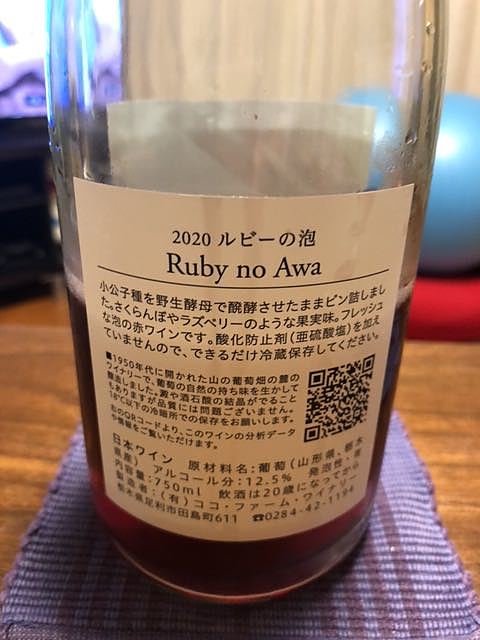 2020 ルビーの泡
Ruby no Awa
小公子種を野生酵母で醗酵させたままビン詰しまし
た。さくらんぼやラズベリーのような果実味。フレッシュ
な泡の赤ワインです。酸化防止剤(亜硫酸塩)を加え
ていませんので、できるだけ冷蔵保存してください。
■1950年代に開かれた山の葡萄畑の麓の
ワイナリーで、葡萄の自然の持ち味を生かして
醸造しました。澱や酒石酸の結晶がでること
もありますが品質には問題ございません。
18℃以下の冷暗所での保存をお願いします。
右のQRコードより、このワインの分析データ
や情報をご覧いただけます。
日本ワイン 原材料名:葡萄(山形県、栃木
県産) アルコール分:12.5% 発泡性・赤
内容量:750ml 飲酒は20歳になってから
製造者:(有)ココ・ファーム・ワイナリー
栃木県足利市田島町611 ☎0284-42-1194